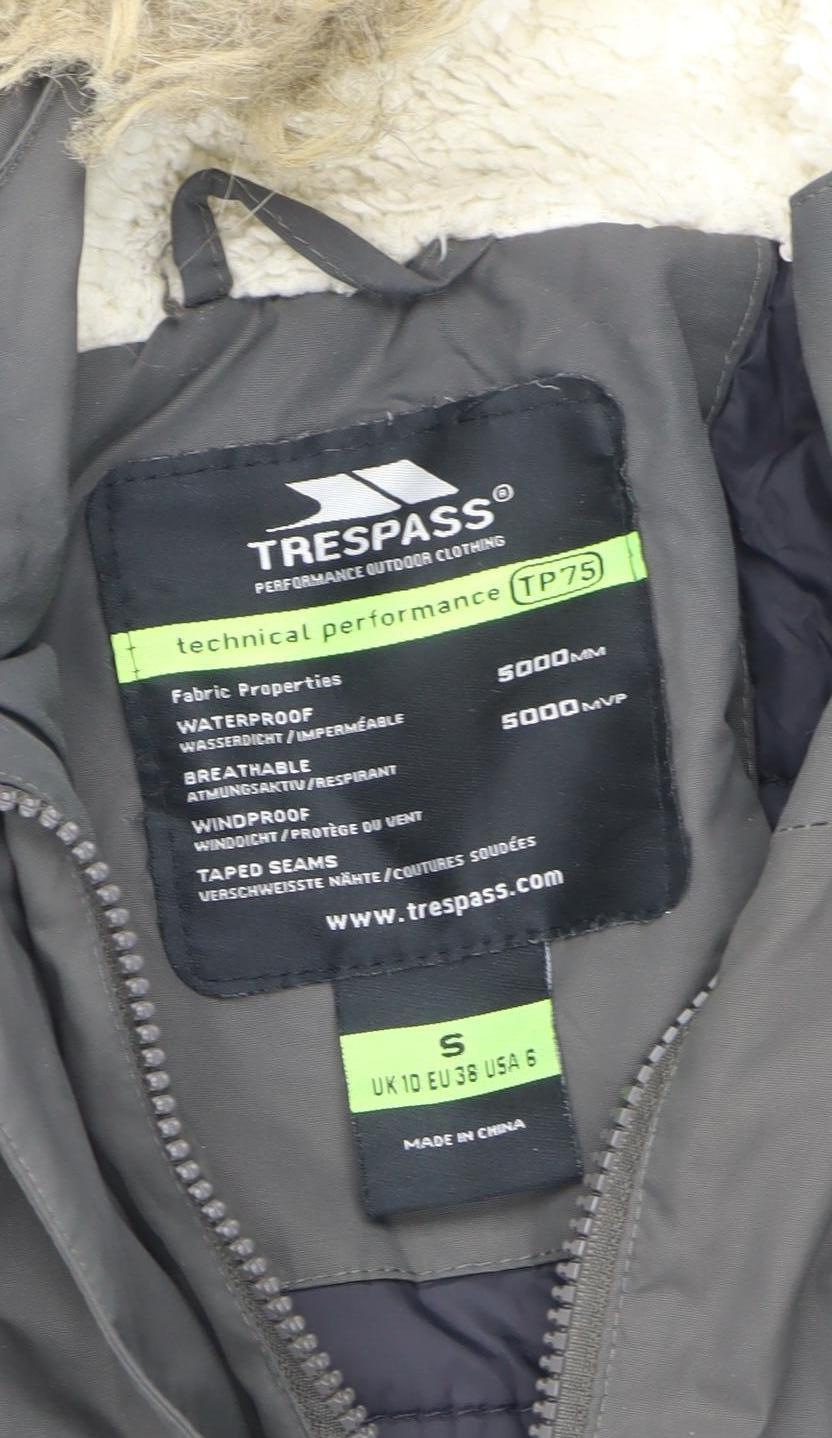 TRESPASS®
PERFORMANCE OUTDOOR CLOTHING
technical performance TP75
Fabric Properties
WATERPROOF 5000MM
WASSERDICHT/IMPERMÉABLE
BREATHABLE 5000MVP
ATMUNGSAKTIV/RESPIRANT
WINDPROOF
WINDDICHT/PROTÈGE DU VENT
TAPED SEAMS
VERSCHWEISSTE NÄHTE/COUTURES SOUDÉES
www.trespass.com
S
UK 10 EU 38 USA 6
MADE IN CHINA